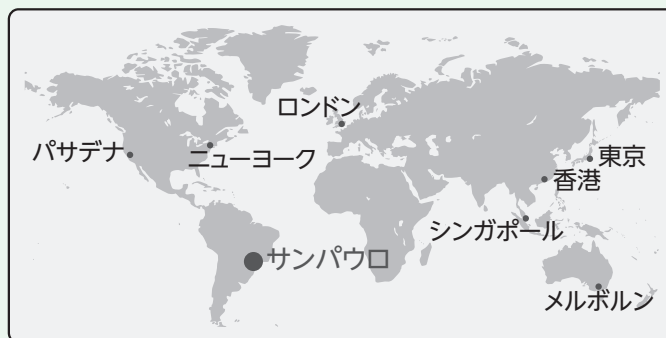 ロンドン
パサデナ
ニューヨーク
東京
香港
シンガポール
サンパウロ
メルボルン